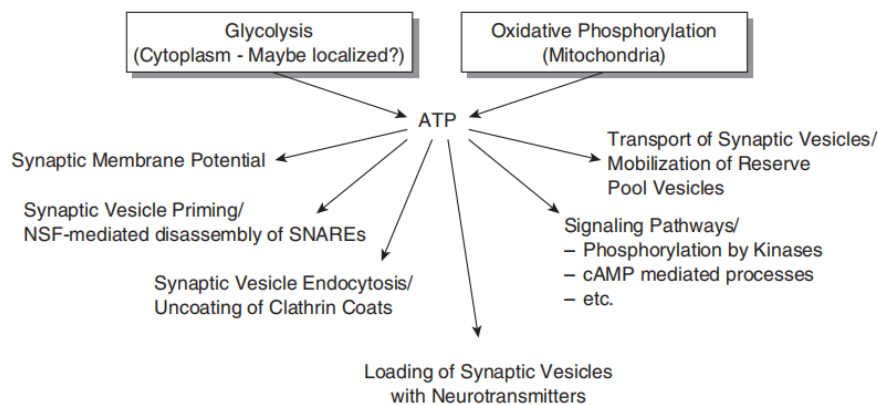 Glycolysis
(Cytoplasm - Maybe localized?)
Oxidative Phosphorylation
(Mitochondria)
ATP
Synaptic Membrane Potential
Transport of Synaptic Vesicles/
Mobilization of Reserve
Pool Vesicles
Synaptic Vesicle Priming/
NSF-mediated disassembly of SNAREs
Signaling Pathways/
– Phosphorylation by Kinases
– cAMP mediated processes
– etc.
Synaptic Vesicle Endocytosis/
Uncoating of Clathrin Coats
Loading of Synaptic Vesicles
with Neurotransmitters